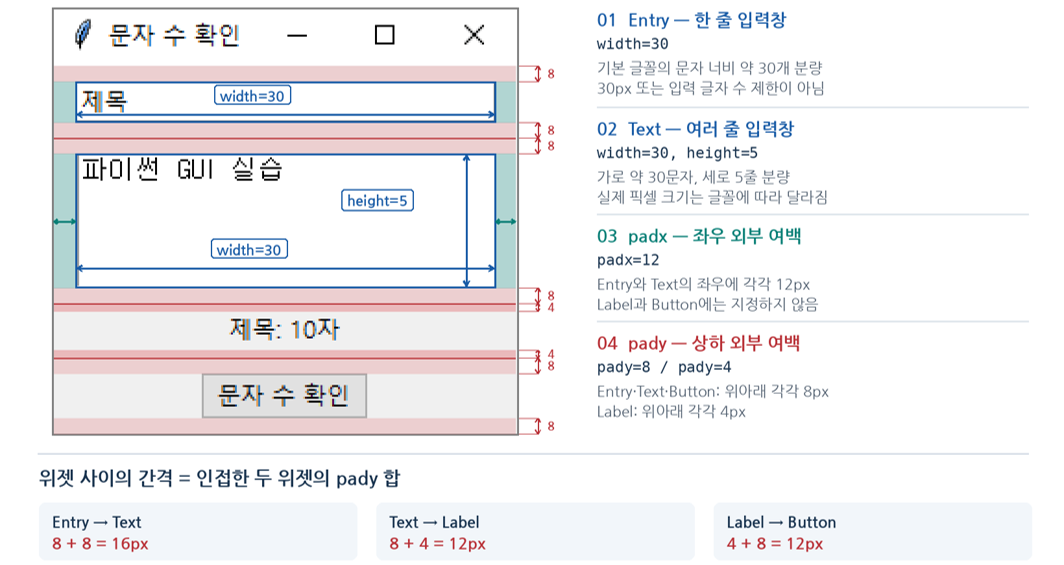 문자 수 확인
8
제목
width=30
8
8
파이썬 GUI 실습
height=5
width=30
8
4
제목: 10자
4
8
문자 수 확인
8
01 Entry — 한 줄 입력창
width=30
기본 글꼴의 문자 너비 약 30개 분량
30px 또는 입력 글자 수 제한이 아님
02 Text — 여러 줄 입력창
width=30, height=5
가로 약 30문자, 세로 5줄 분량
실제 픽셀 크기는 글꼴에 따라 달라짐
03 padx — 좌우 외부 여백
padx=12
Entry와 Text의 좌우에 각각 12px
Label과 Button에는 지정하지 않음
04 pady — 상하 외부 여백
pady=8 / pady=4
Entry·Text·Button: 위아래 각각 8px
Label: 위아래 각각 4px
위젯 사이의 간격 = 인접한 두 위젯의 pady 합
Entry → Text
8 + 8 = 16px
Text → Label
8 + 4 = 12px
Label → Button
4 + 8 = 12px